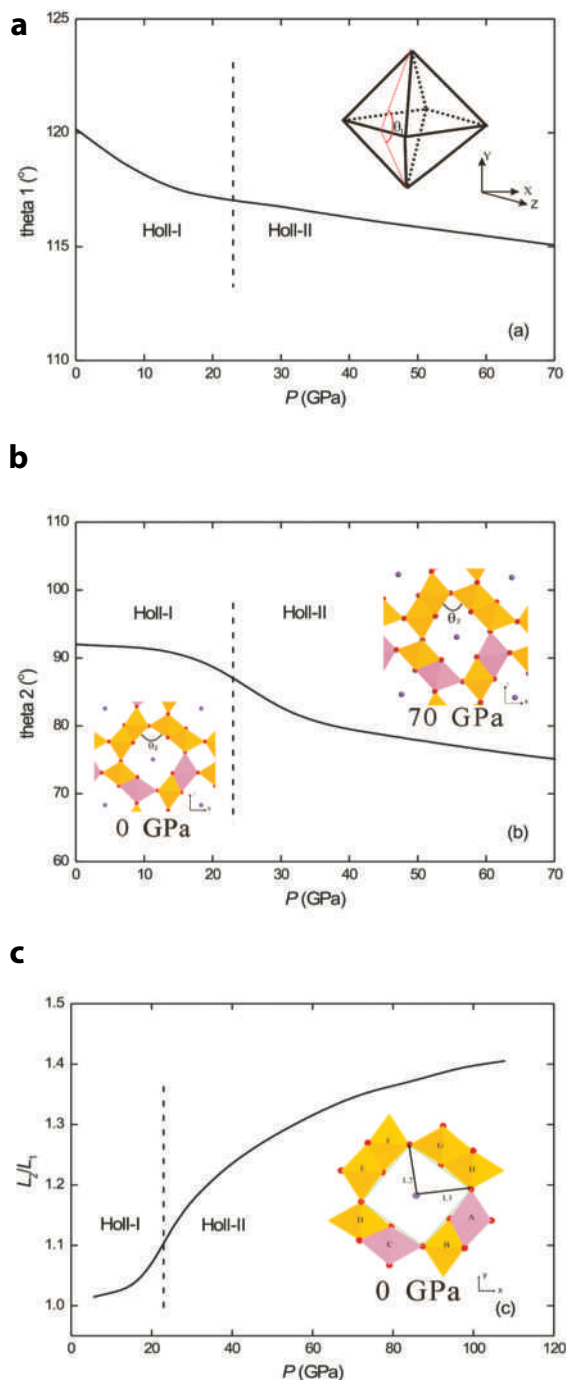 a
125
120
115
110
theta 1 (°)
Holl-I
Holl-II
θ₁
Y
X
Z
(a)
0
10
20
30
40
50
60
70
P (GPa)
b
110
100
90
80
70
60
theta 2 (°)
Holl-I
Holl-II
θ₂
70 GPa
θ₂
0 GPa
(b)
0
10
20
30
40
50
60
70
P (GPa)
c
1.5
1.4
1.3
1.2
1.1
1.0
L₂/L₁
Holl-I
Holl-II
G
H
L2
L1
A
D
C
B
0 GPa
y
x
(c)
0
20
40
60
80
100
120
P (GPa)